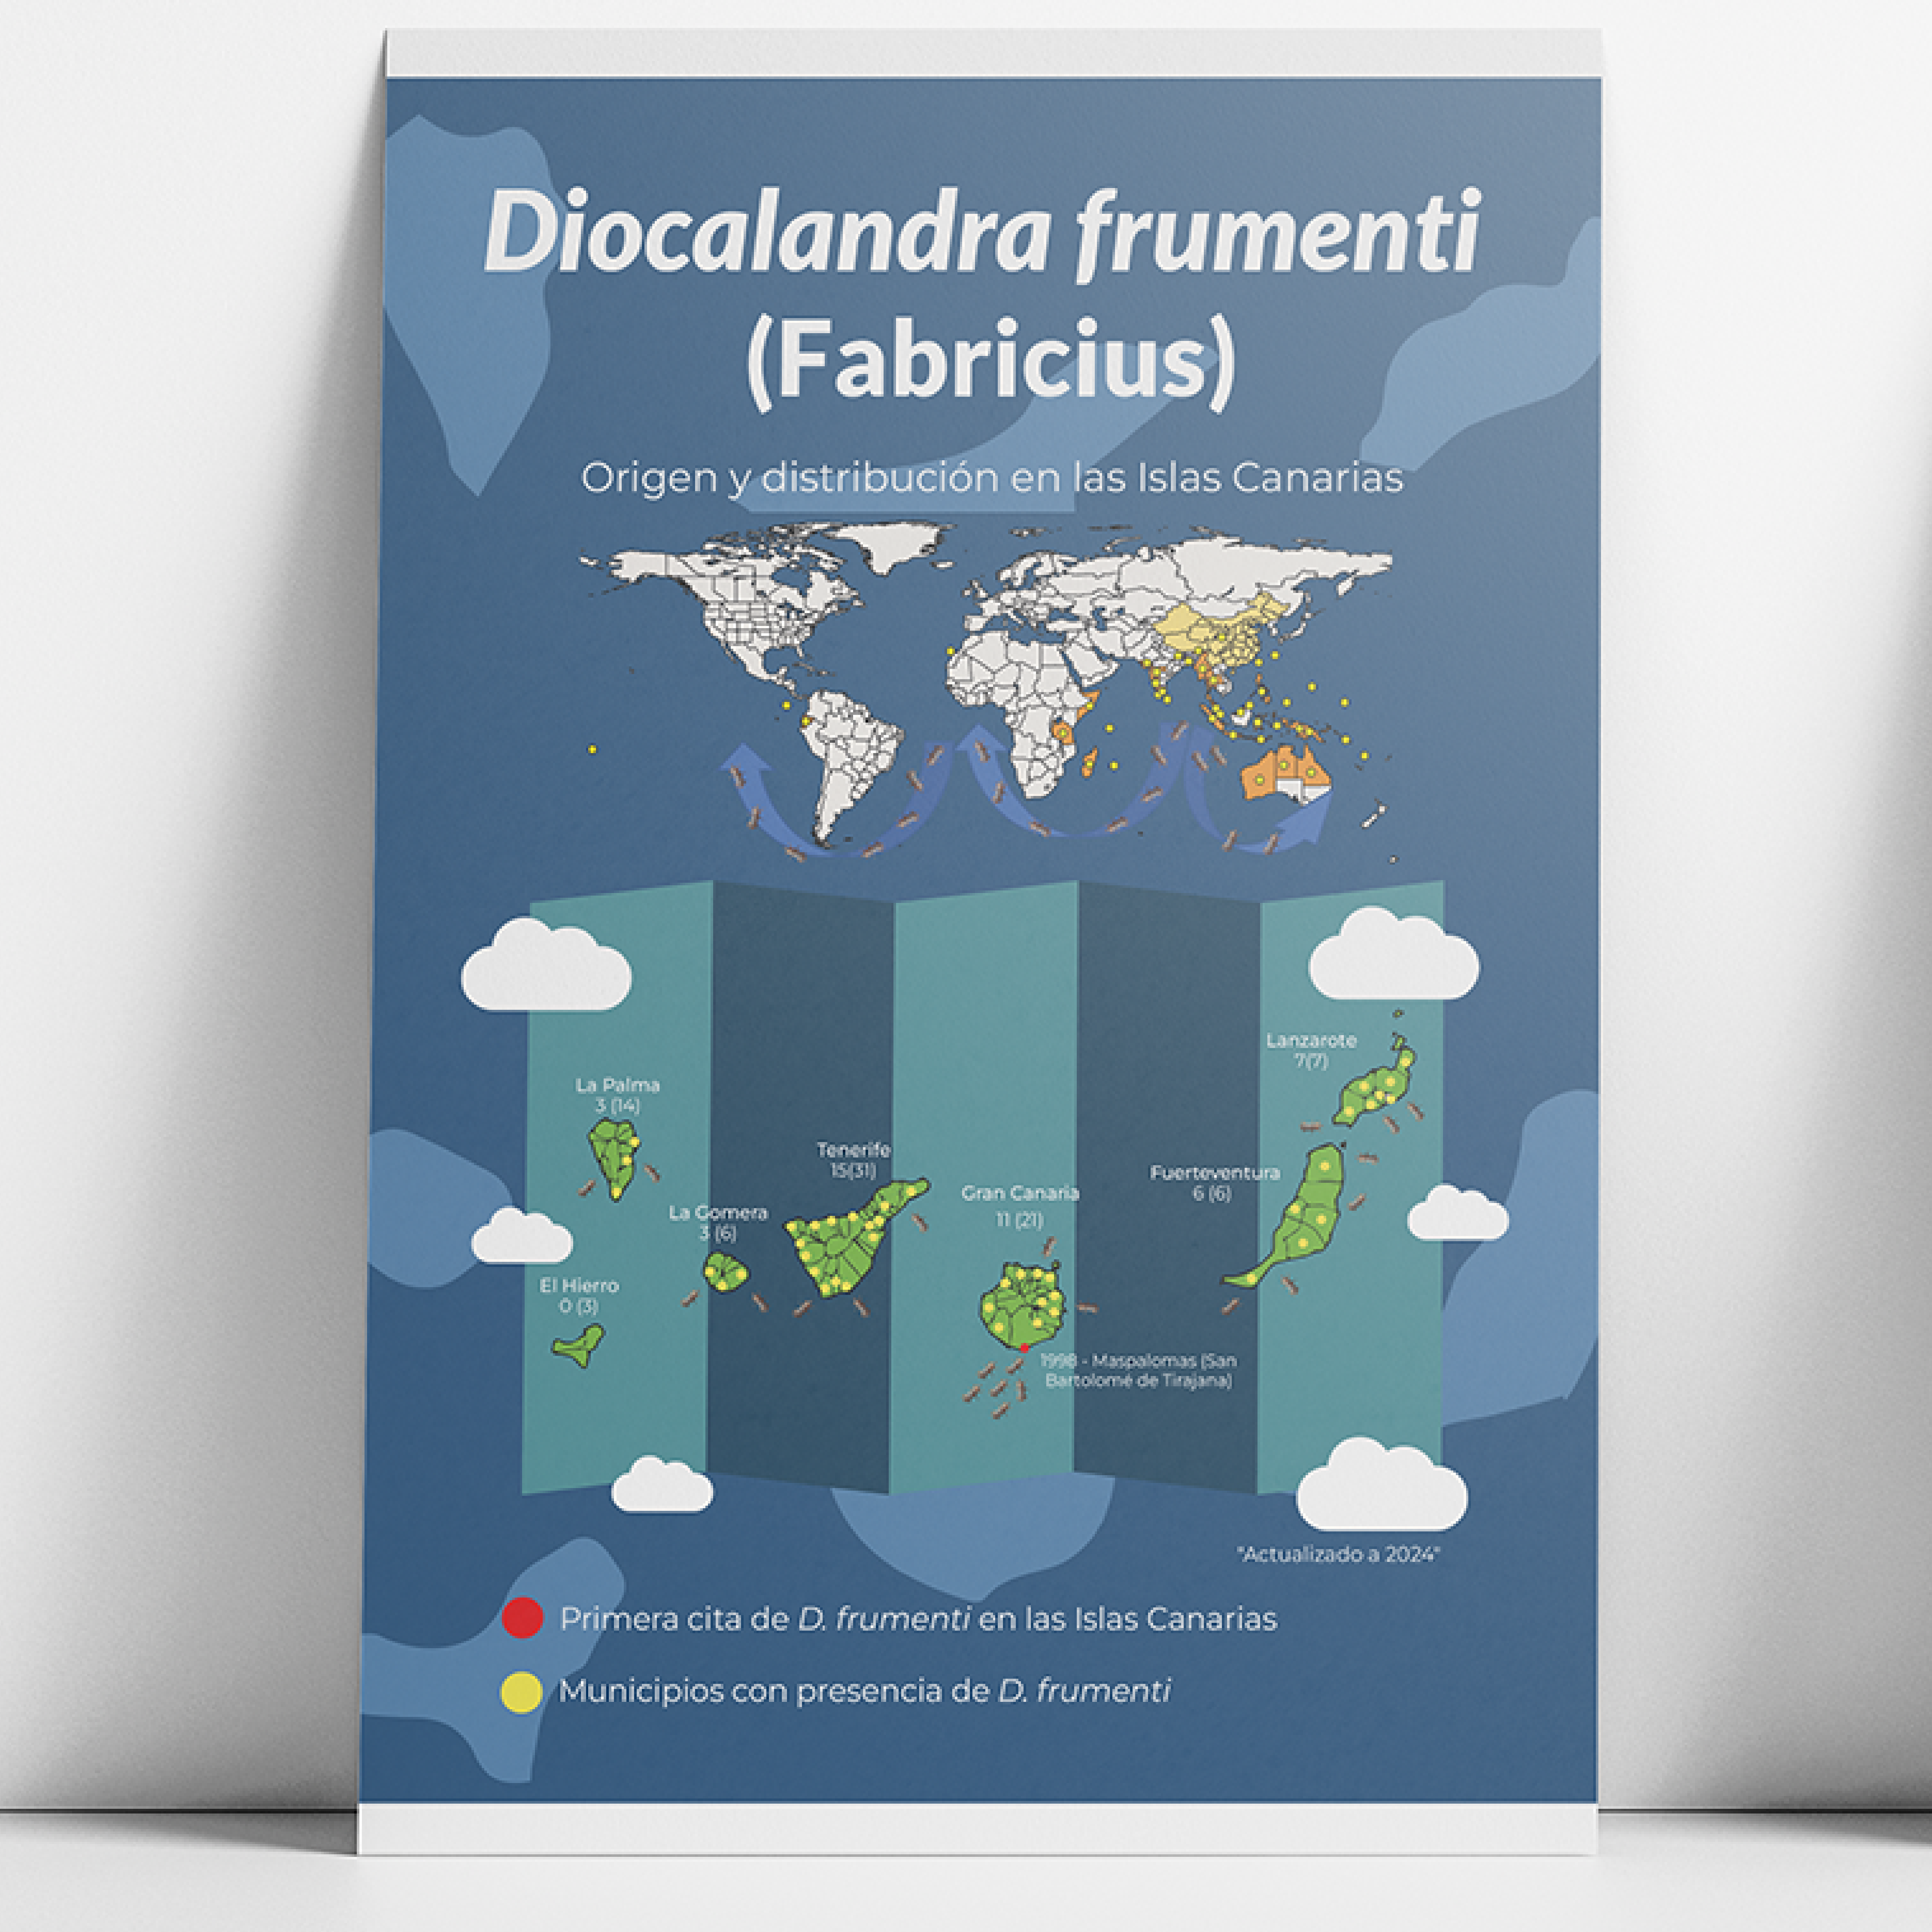 Diocalandra frumenti
(Fabricius)
Origen y distribución en las Islas Canarias
Lanzarote
7(7)
La Palma
3 (14)
Tenerife
15(31)
Fuerteventura
6 (6)
Gran Canaria
11 (21)
La Gomera
3 (6)
El Hierro
0 (3)
1998 - Maspalomas (San
Bartolomé de Tirajana)
"Actualizado a 2024"
Primera cita de D. frumenti en las Islas Canarias
Municipios con presencia de D. frumenti